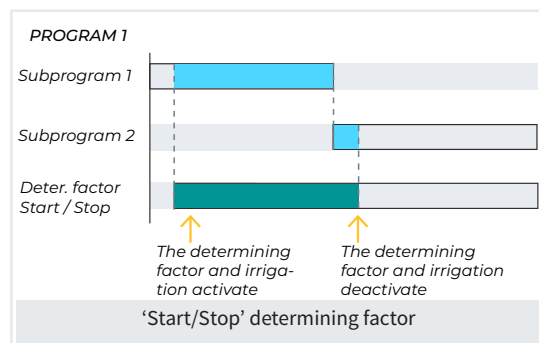 PROGRAM 1
Subprogram 1
Subprogram 2
Deter. factor
Start / Stop
The determining
factor and irriga-
tion activate
The determining
factor and irrigation
deactivate
‘Start/Stop’ determining factor